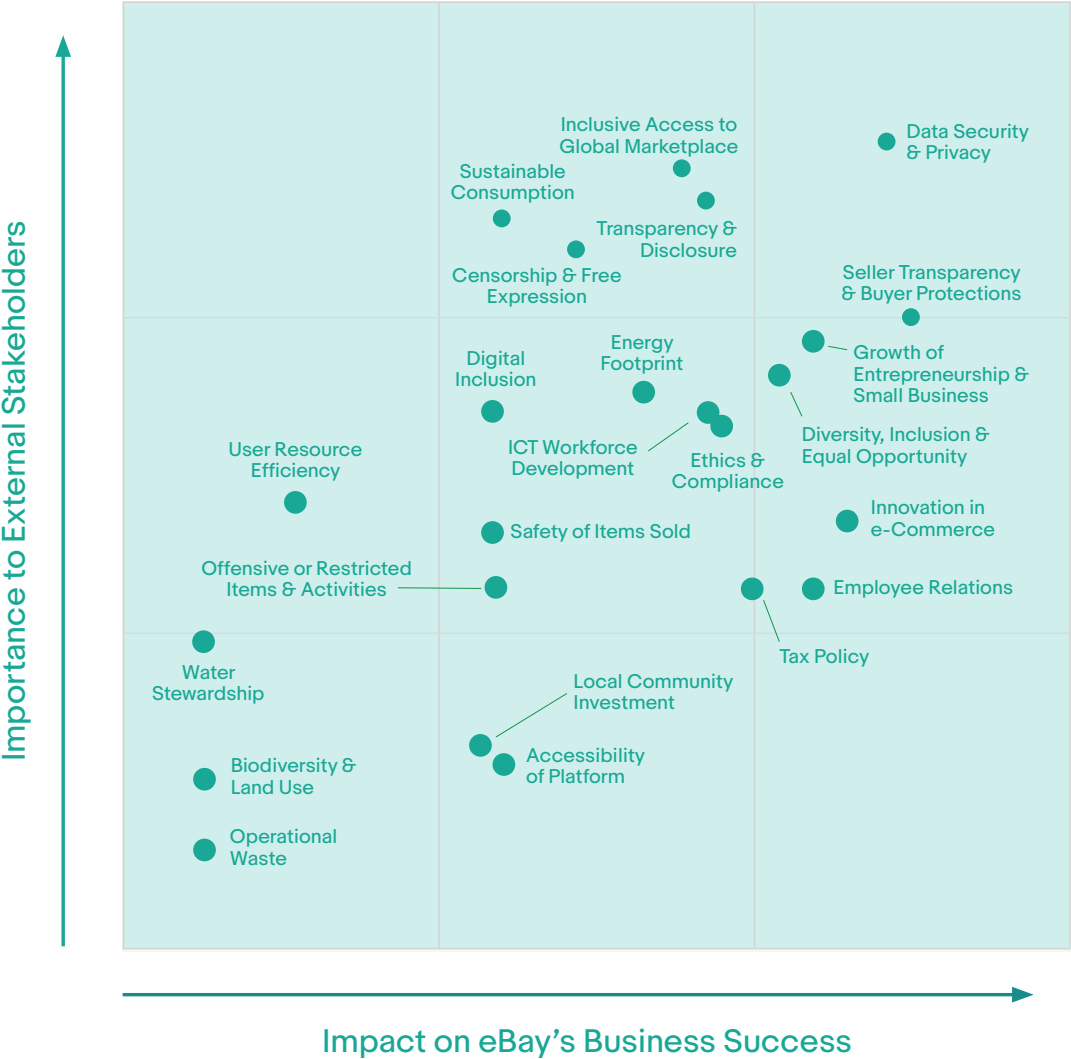 Importance to External Stakeholders
Inclusive Access to
Global Marketplace
Data Security
& Privacy
Sustainable
Consumption
Transparency &
Disclosure
Censorship & Free
Expression
Seller Transparency
& Buyer Protections
Energy
Footprint
Digital
Inclusion
Growth of
Entrepreneurship &
Small Business
Diversity, Inclusion &
Equal Opportunity
ICT Workforce
Development
Ethics &
Compliance
User Resource
Efficiency
Innovation in
e-Commerce
Safety of Items Sold
Offensive or Restricted
Items & Activities
Employee Relations
Tax Policy
Water
Stewardship
Local Community
Investment
Accessibility
of Platform
Biodiversity &
Land Use
Operational
Waste
Impact on eBay’s Business Success